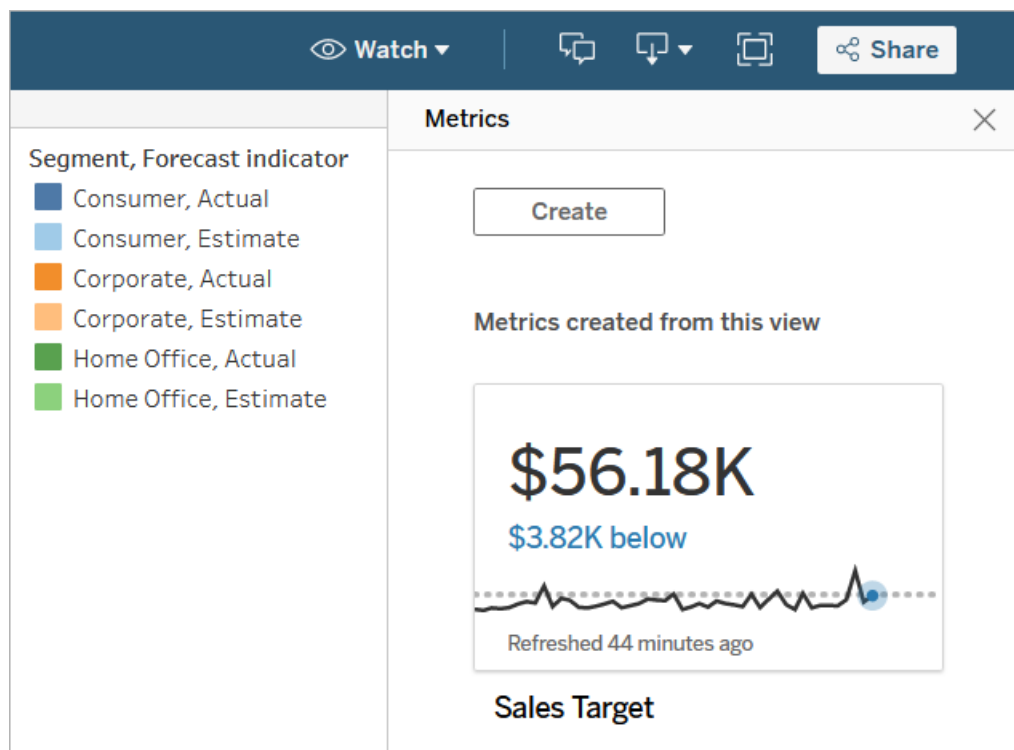 Watch
Share
Metrics
Segment, Forecast indicator
Consumer, Actual
Consumer, Estimate
Corporate, Actual
Corporate, Estimate
Home Office, Actual
Home Office, Estimate
Create
Metrics created from this view
$56.18K
$3.82K below
Refreshed 44 minutes ago
Sales Target